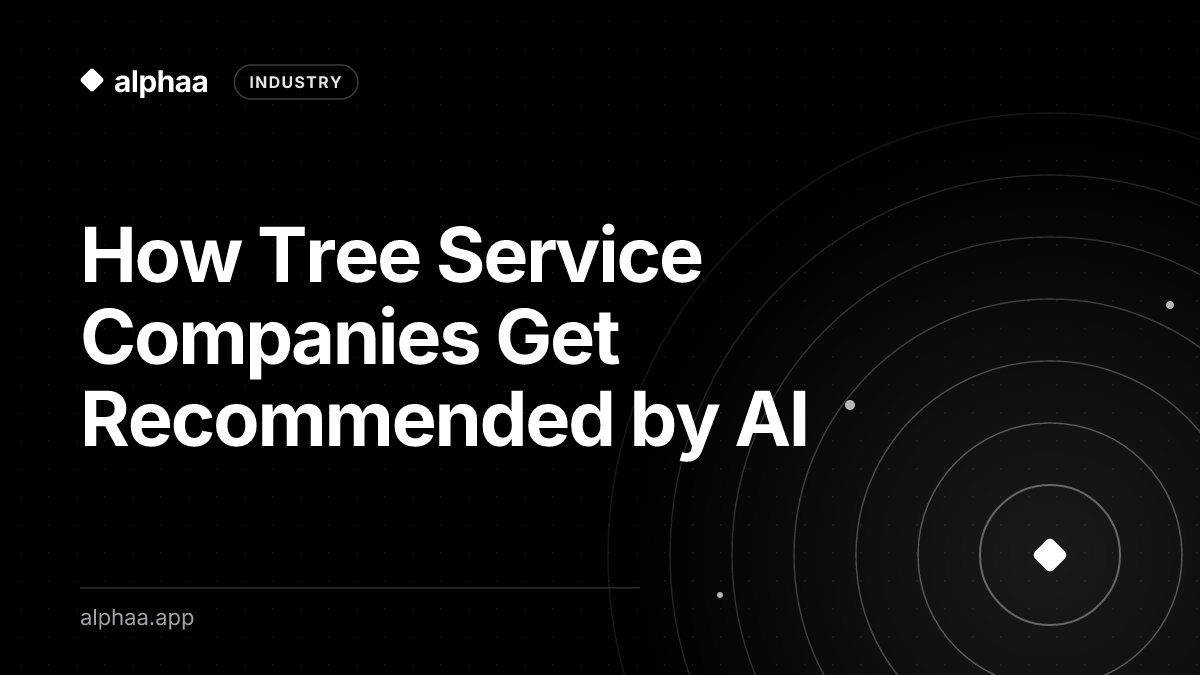 alphaa INDUSTRY
How Tree Service
Companies Get
Recommended by AI
alphaa.app